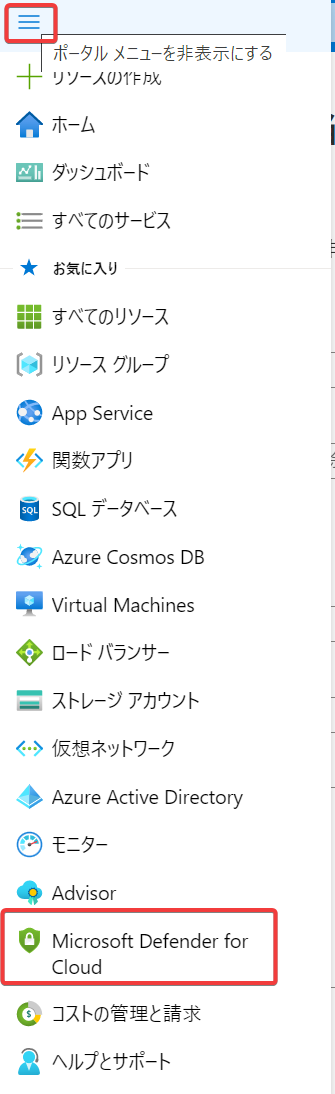 ポータル メニューを非表示にする
リソースの作成
ホーム
ダッシュボード
すべてのサービス
お気に入り
すべてのリソース
リソース グループ
App Service
関数アプリ
SQL データベース
Azure Cosmos DB
Virtual Machines
ロード バランサー
ストレージ アカウント
仮想ネットワーク
Azure Active Directory
モニター
Advisor
Microsoft Defender for
Cloud
コストの管理と請求
ヘルプとサポート